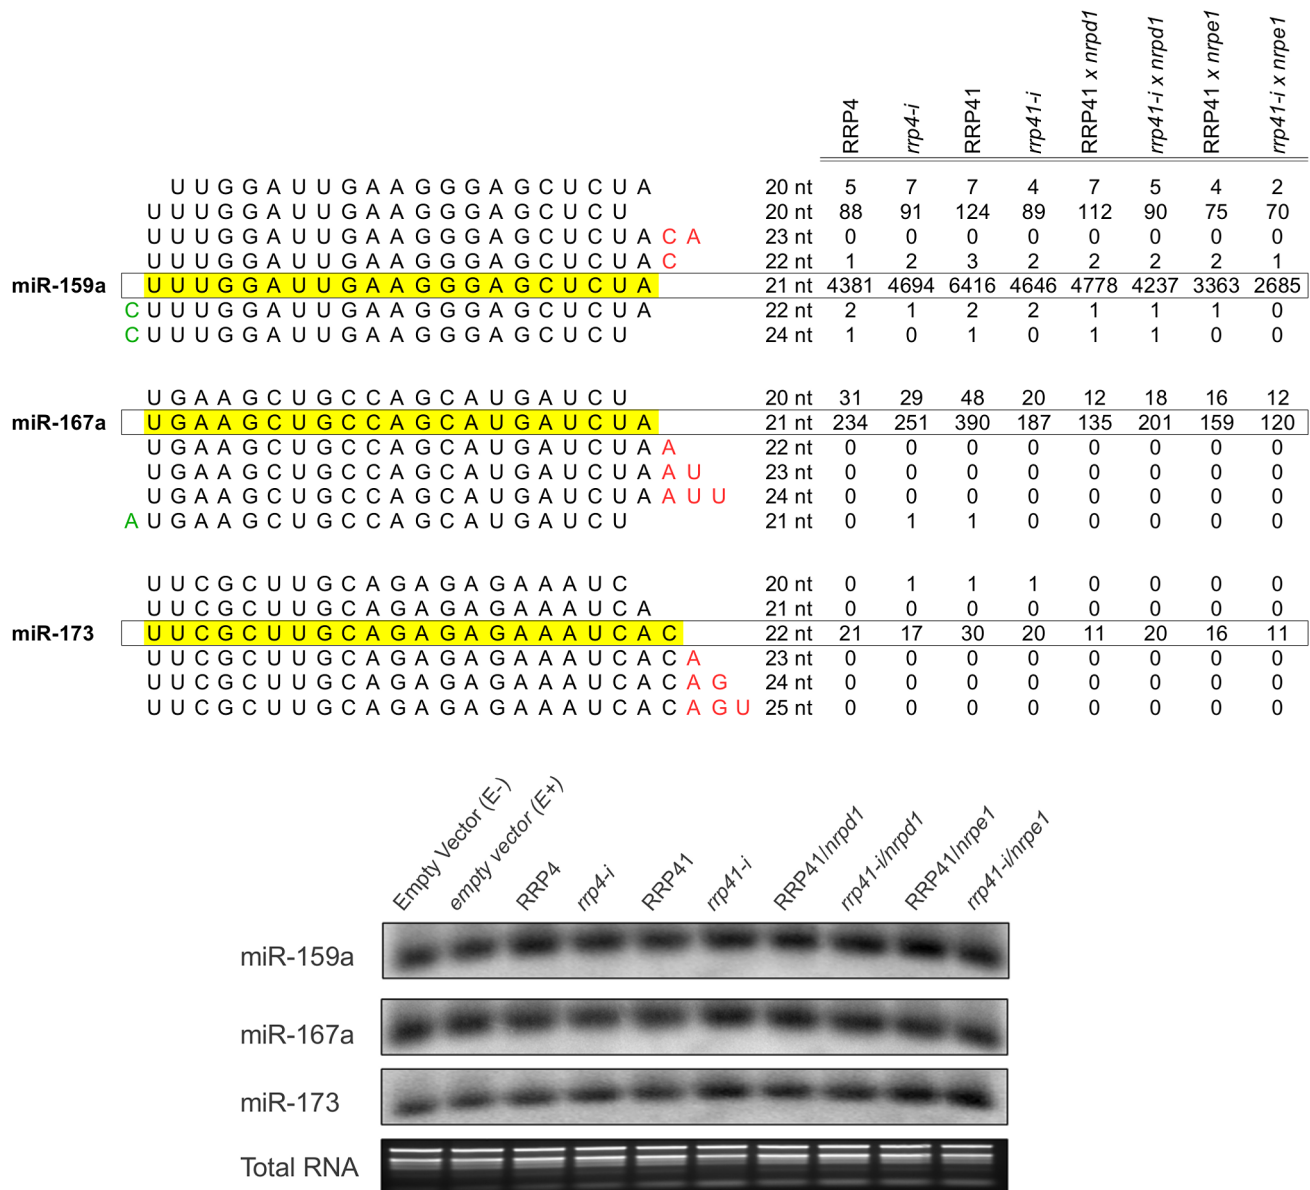 RRP4 rrp4-i RRP41 rrp41-i RRP41 x nrpd1 rrp41-i x nrpd1 RRP41 x nrpe1 rrp41-i x nrpe1
U U G G A U U G A A G G G A G C U C U A 20 nt 5 7 7 4 7 5 4 2
U U U G G A U U G A A G G G A G C U C U 20 nt 88 91 124 89 112 90 75 70
U U U G G A U U G A A G G G A G C U C U A C A 23 nt 0 0 0 0 0 0 0 0
U U U G G A U U G A A G G G A G C U C U A C 22 nt 1 2 3 2 2 2 2 1
miR-159a U U U G G A U U G A A G G G A G C U C U A 21 nt 4381 4694 6416 4646 4778 4237 3363 2685
C U U U G G A U U G A A G G G A G C U C U A 22 nt 2 1 2 2 1 1 1 0
C U U U G G A U U G A A G G G A G C U C U 24 nt 1 0 1 0 1 1 0 0
U G A A G C U G C C A G C A U G A U C U 20 nt 31 29 48 20 12 18 16 12
miR-167a U G A A G C U G C C A G C A U G A U C U A 21 nt 234 251 390 187 135 201 159 120
U G A A G C U G C C A G C A U G A U C U A A 22 nt 0 0 0 0 0 0 0 0
U G A A G C U G C C A G C A U G A U C U A A U 23 nt 0 0 0 0 0 0 0 0
U G A A G C U G C C A G C A U G A U C U A A U U 24 nt 0 0 0 0 0 0 0 0
A U G A A G C U G C C A G C A U G A U C U 21 nt 0 1 1 0 0 0 0 0
U U C G C U U G C A G A G A G A A A U C 20 nt 0 1 1 1 0 0 0 0
U U C G C U U G C A G A G A G A A A U C A 21 nt 0 0 0 0 0 0 0 0
miR-173 U U C G C U U G C A G A G A G A A A U C A C 22 nt 21 17 30 20 11 20 16 11
U U C G C U U G C A G A G A G A A A U C A C A 23 nt 0 0 0 0 0 0 0 0
U U C G C U U G C A G A G A G A A A U C A C A G 24 nt 0 0 0 0 0 0 0 0
U U C G C U U G C A G A G A G A A A U C A C A G U 25 nt 0 0 0 0 0 0 0 0
Empty Vector (E-) empty vector (E+) RRP4 rrp4-i RRP41 rrp41-i RRP41/nrpd1 rrp41-i/nrpd1 RRP41/nrpe1 rrp41-i/nrpe1
miR-159a
miR-167a
miR-173
Total RNA